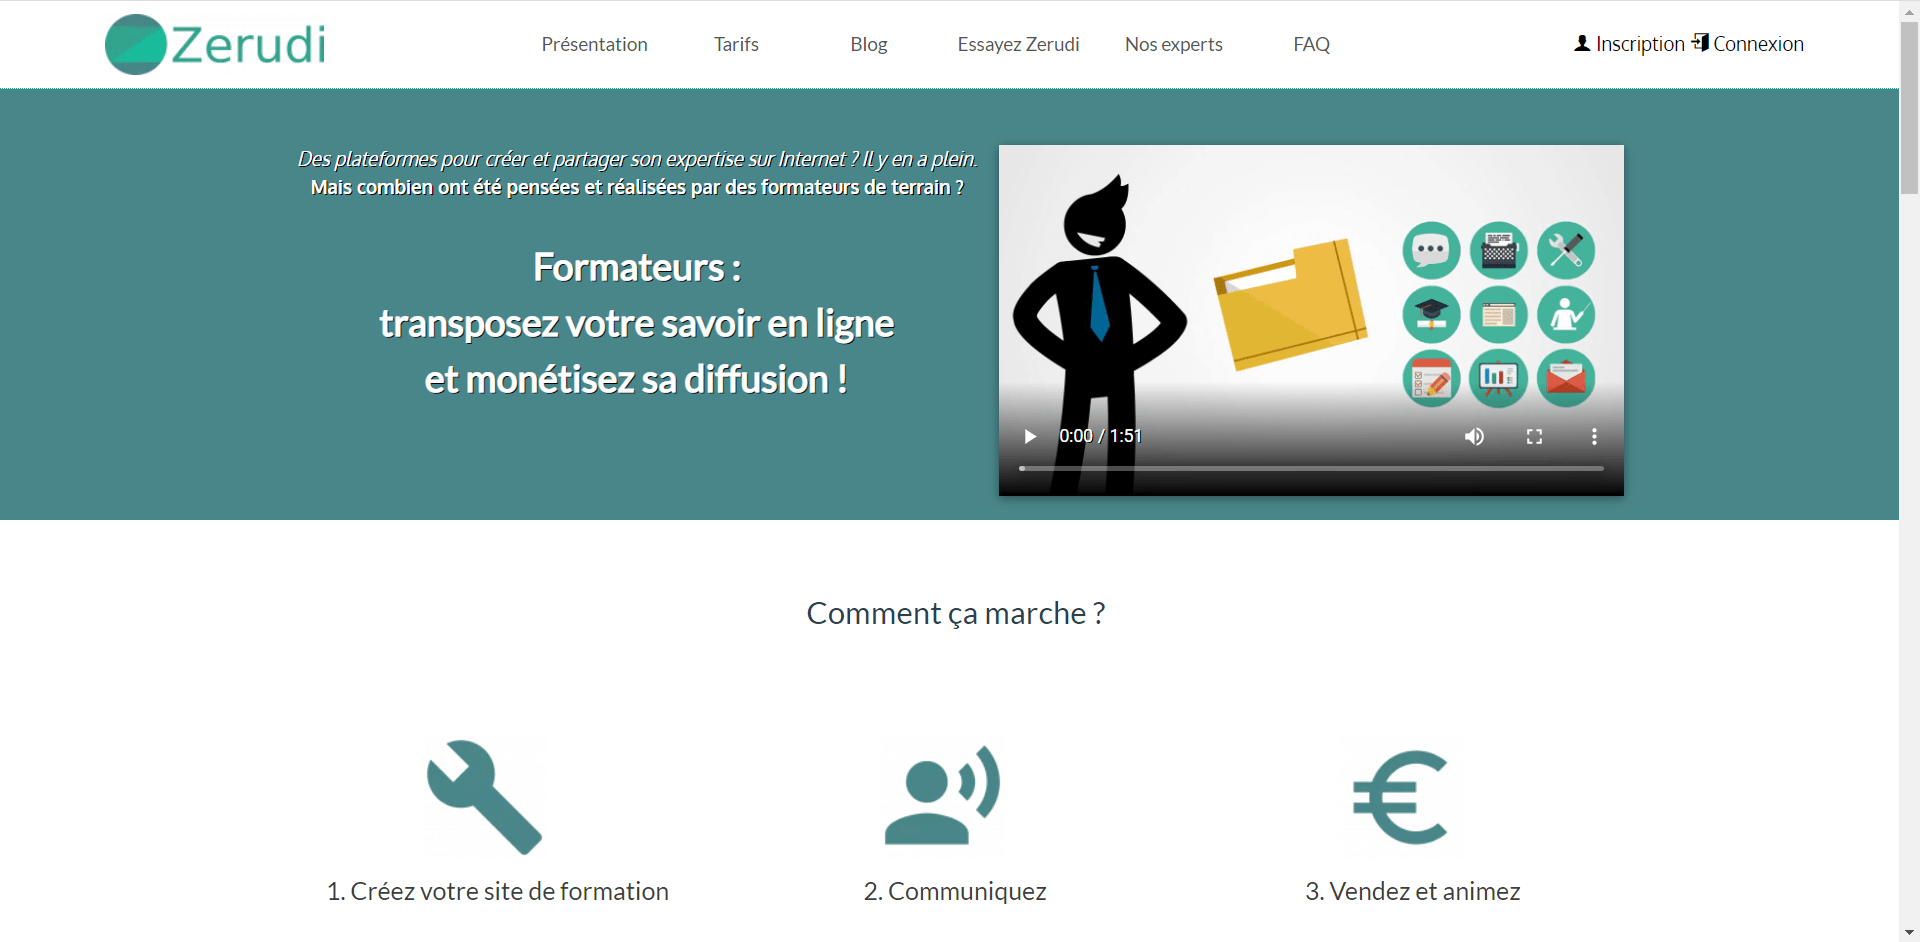 Zerudi
Présentation
Tarifs
Blog
Essayez Zerudi
Nos experts
FAQ
Inscription
Connexion
Des plateformes pour créer et partager son expertise sur Internet ? Il y en a plein.
Mais combien ont été pensées et réalisées par des formateurs de terrain ?
Formateurs :
transposez votre savoir en ligne
et monétisez sa diffusion !
0:00 / 1:51
Comment ça marche ?
1. Créez votre site de formation
2. Communiquez
3. Vendez et animez